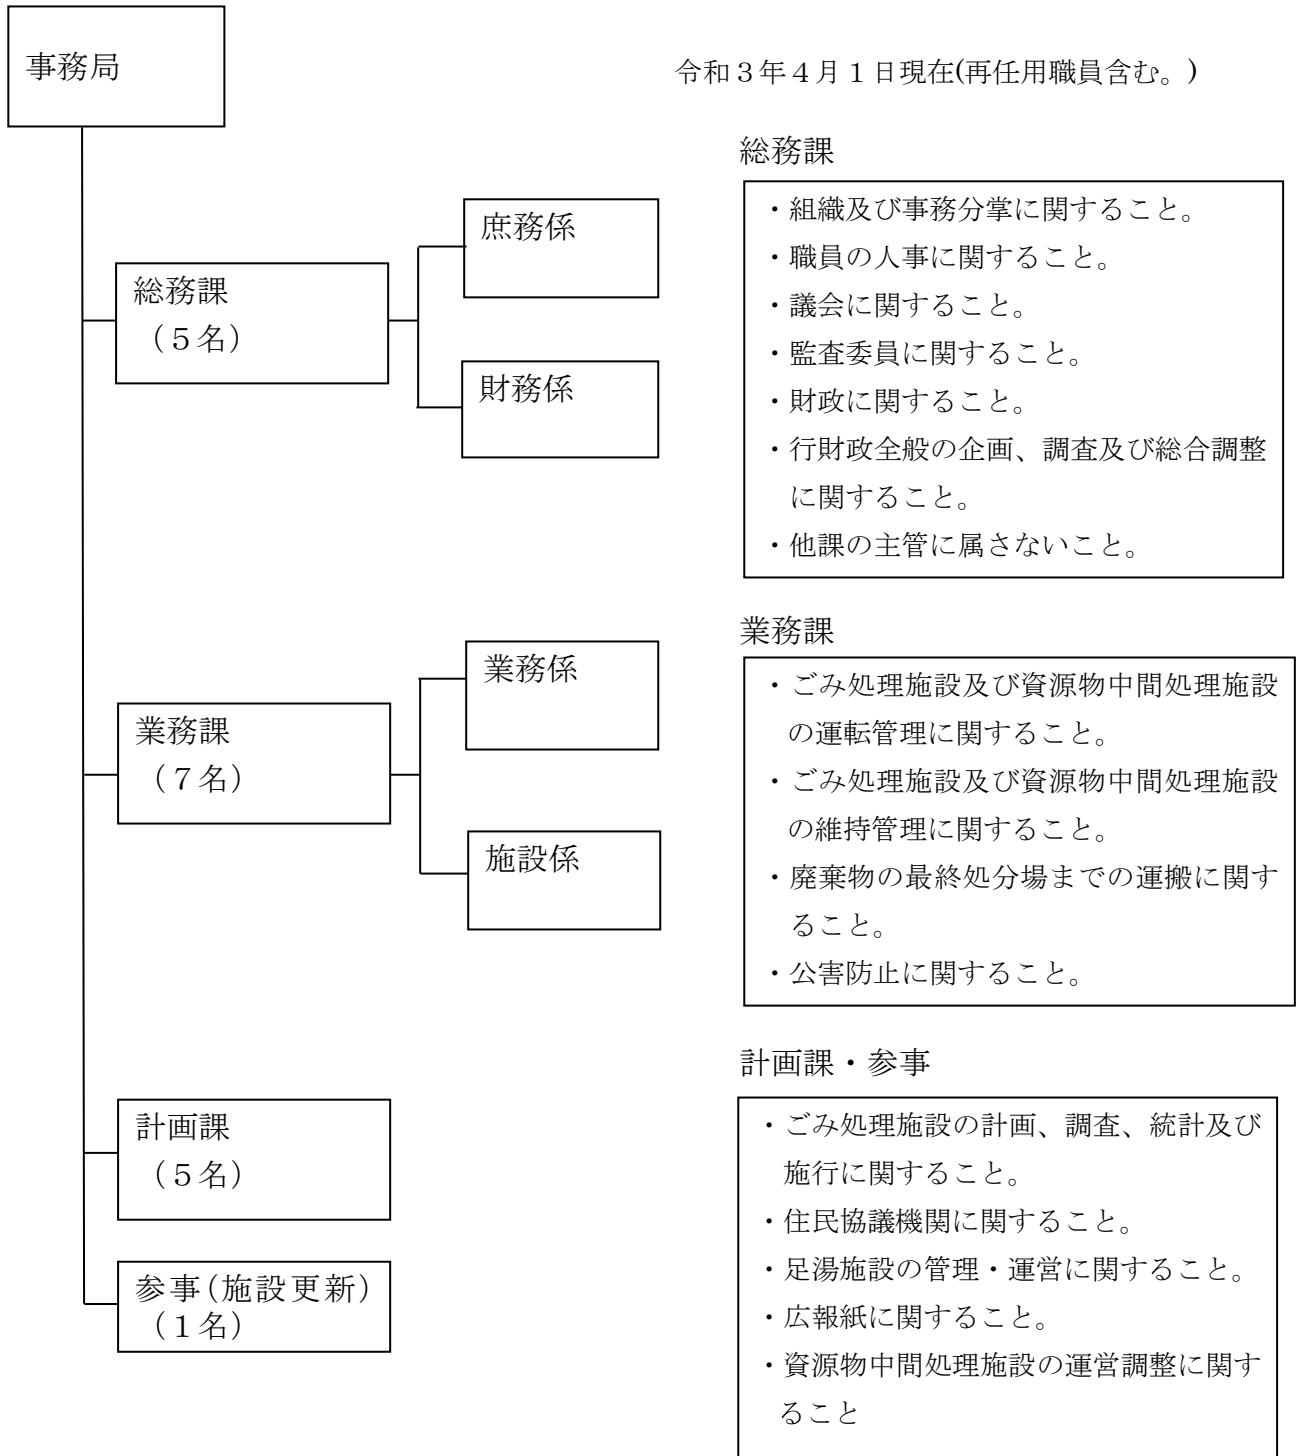 事務局
令和３年４月１日現在(再任用職員含む。)
総務課
（５名）
庶務係
財務係
総務課
・組織及び事務分掌に関すること。
・職員の人事に関すること。
・議会に関すること。
・監査委員に関すること。
・財政に関すること。
・行財政全般の企画、調査及び総合調整
に関すること。
・他課の主管に属さないこと。
業務課
（７名）
業務係
施設係
業務課
・ごみ処理施設及び資源物中間処理施設
の運転管理に関すること。
・ごみ処理施設及び資源物中間処理施設
の維持管理に関すること。
・廃棄物の最終処分場までの運搬に関す
ること。
・公害防止に関すること。
計画課
（５名）
参事（施設更新）
（１名）
計画課・参事
・ごみ処理施設の計画、調査、統計及び
施行に関すること。
・住民協議機関に関すること。
・足湯施設の管理・運営に関すること。
・広報紙に関すること。
・資源物中間処理施設の運営調整に関す
ること